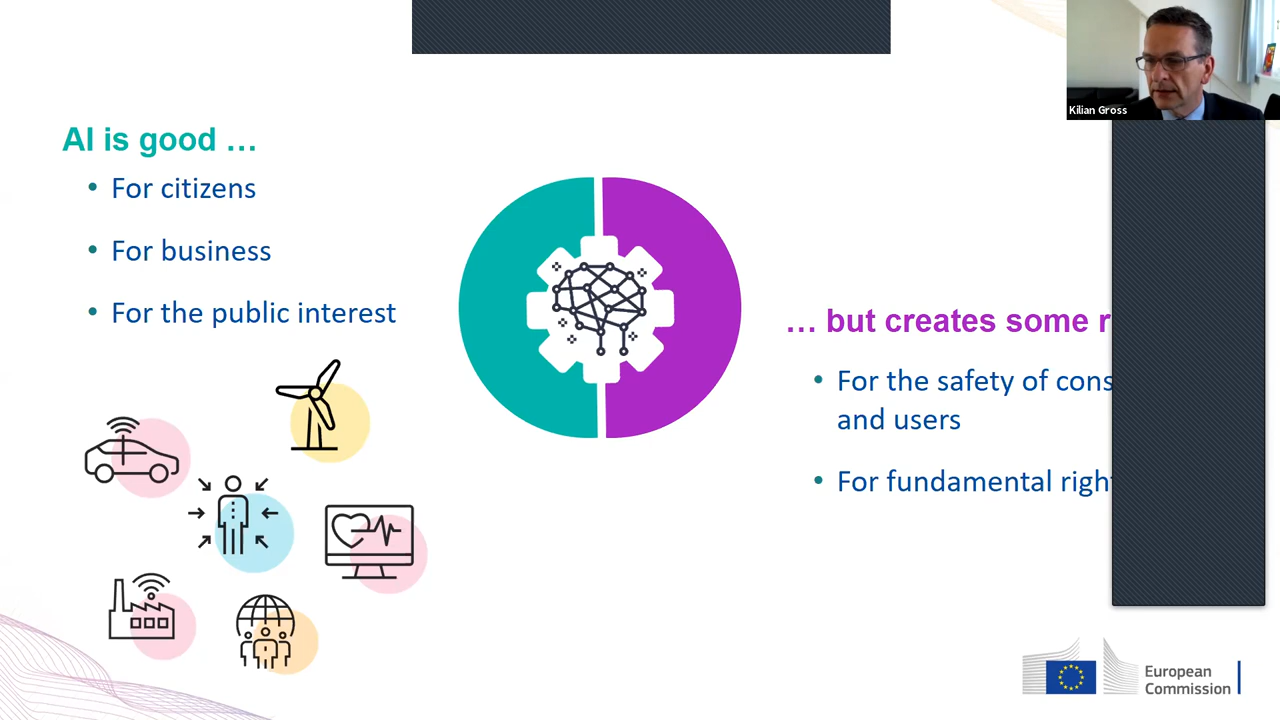 Kilian Gross
AI is good …
• For citizens
• For business
• For the public interest
… but creates some
• For the safety of
and users
• For fundamental
European
Commission